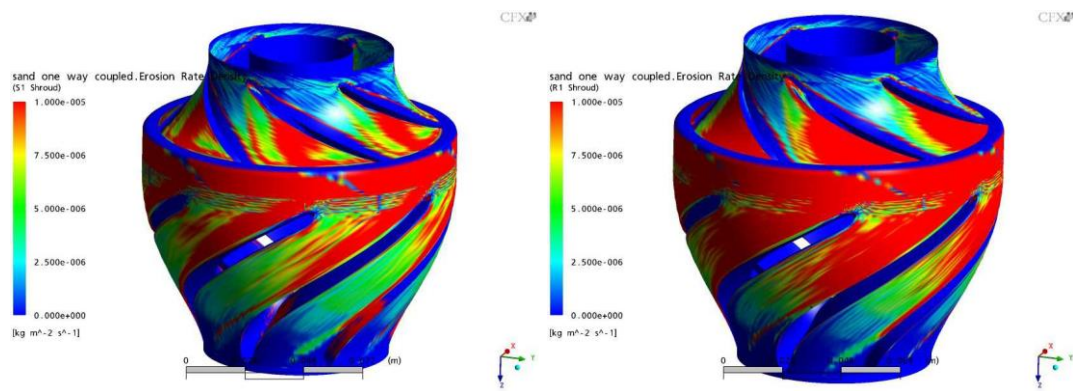 CFX
sand one way coupled.Erosion Rate Density
(S1 Shroud)
1.000e-005
7.500e-006
5.000e-006
2.500e-006
0.000e+000
[kg m^-2 s^-1]
0 (m)
X
Y
Z
CFX
sand one way coupled.Erosion Rate Density
(R1 Shroud)
1.000e-005
7.500e-006
5.000e-006
2.500e-006
0.000e+000
[kg m^-2 s^-1]
0 (m)
X
Y
Z